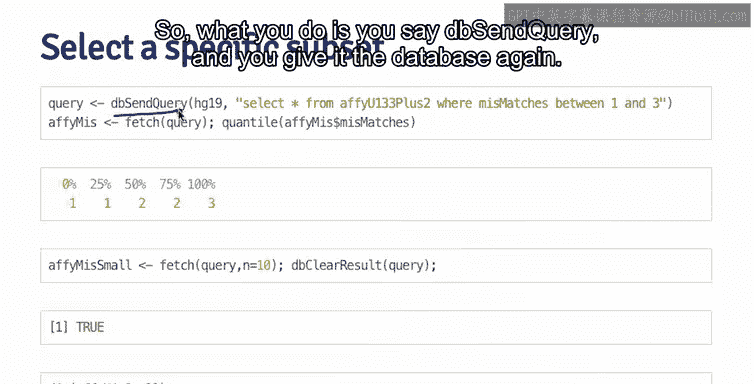 Select a specific subset
So, what you do is you say dbSendQuery,
and you give it the database again.
query <- dbSendQuery(hg19, "select * from affyU133Plus2 where misMatches between 1 and 3")
affyMis <- fetch(query); quantile(affyMis$misMatches)
0% 25% 50% 75% 100%
1 1 2 2 3
affyMisSmall <- fetch(query,n=10); dbClearResult(query);
[1] TRUE